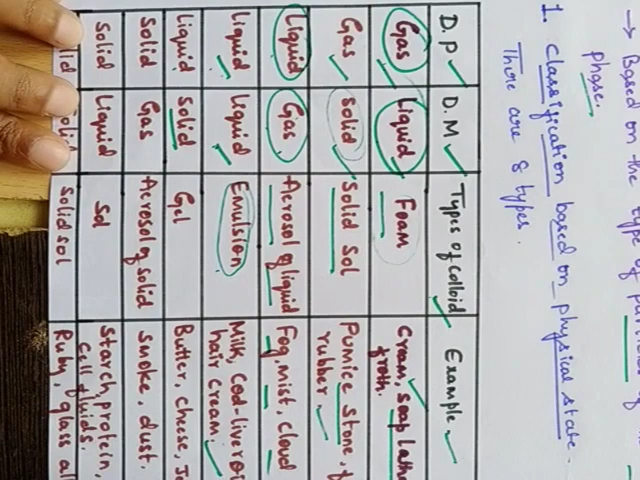 → Based on the type of
phase.
1. Classification based on physical state.
There are 8 types.
D.P D.M Types of colloid Example
Gas Liquid Foam Cream, Soap
froth.
Gas Solid Solid Sol Pumice Stone,
rubber
Liquid Gas Aerosol of liquid Fog, mist, cloud
Liquid Liquid Emulsion Milk, Cod-liver
hair cream
Liquid Solid Gel Butter, cheese,
Solid Gas Aerosol of solid Smoke, dust.
Solid Liquid Sol Starch, protein,
Cell fluids.
Solid sol Ruby, glass